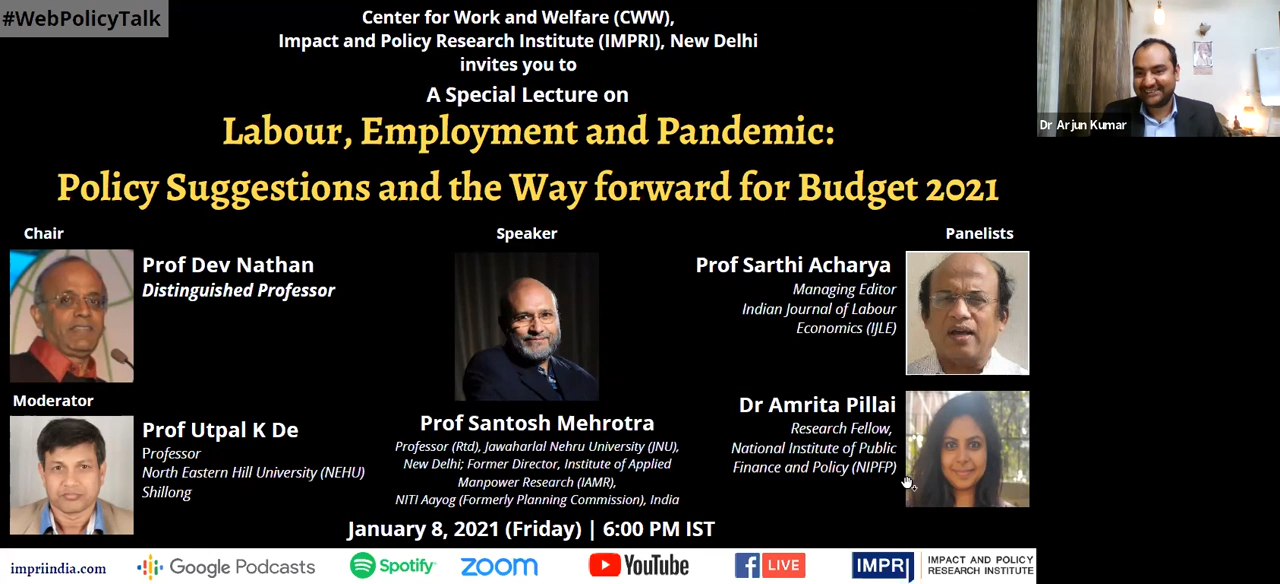 #WebPolicyTalk
Center for Work and Welfare (CWW),
Impact and Policy Research Institute (IMPRI), New Delhi
invites you to
A Special Lecture on
Labour, Employment and Pandemic:
Policy Suggestions and the Way forward for Budget 2021
Dr Arjun Kumar
Chair
Prof Dev Nathan
Distinguished Professor
Moderator
Prof Utpal K De
Professor
North Eastern Hill University (NEHU)
Shillong
Speaker
Prof Santosh Mehrotra
Professor (Rtd), Jawaharlal Nehru University (JNU),
New Delhi; Former Director, Institute of Applied
Manpower Research (IAMR),
NITI Aayog (Formerly Planning Commission), India
Panelists
Prof Sarthi Acharya
Managing Editor
Indian Journal of Labour
Economics (IJLE)
Dr Amrita Pillai
Research Fellow,
National Institute of Public
Finance and Policy (NIPFP)
January 8, 2021 (Friday) | 6:00 PM IST
impriindia.com
Google Podcasts
Spotify
zoom
YouTube
LIVE
IMPRI
IMPACT AND POLICY
RESEARCH INSTITUTE